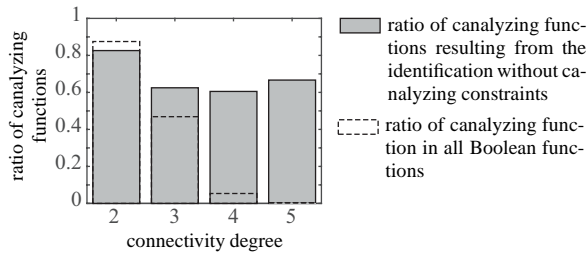 ratio of canalyzing
functions
1
0.8
0.6
0.4
0.2
0
2 3 4 5
connectivity degree
ratio of canalyzing func-
tions resulting from the
identification without ca-
nalyzing constraints
ratio of canalyzing func-
tion in all Boolean func-
tions